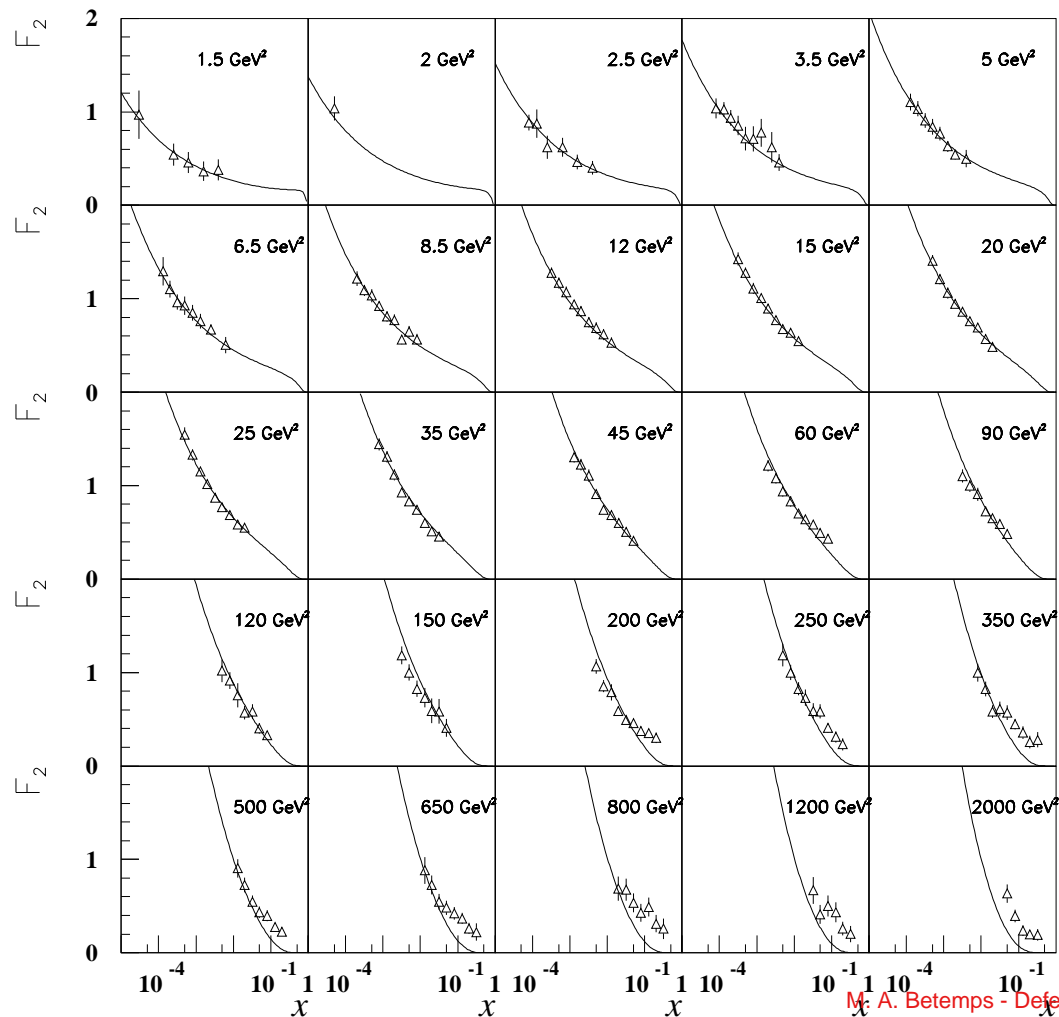 F2
2
1.5 GeV²
2 GeV²
2.5 GeV²
3.5 GeV²
5 GeV²
1
0
F2
6.5 GeV²
8.5 GeV²
12 GeV²
15 GeV²
20 GeV²
1
0
F2
25 GeV²
35 GeV²
45 GeV²
60 GeV²
90 GeV²
1
0
F2
120 GeV²
150 GeV²
200 GeV²
250 GeV²
350 GeV²
1
0
F2
500 GeV²
650 GeV²
800 GeV²
1200 GeV²
2000 GeV²
1
0
10 -4 10 -1 1 10 -4 10 -1 1 10 -4 10 -1 1 10 -4 10 -1 1 10 -4 10 -1 1
x x x x x
M. A. Betemps - Defe